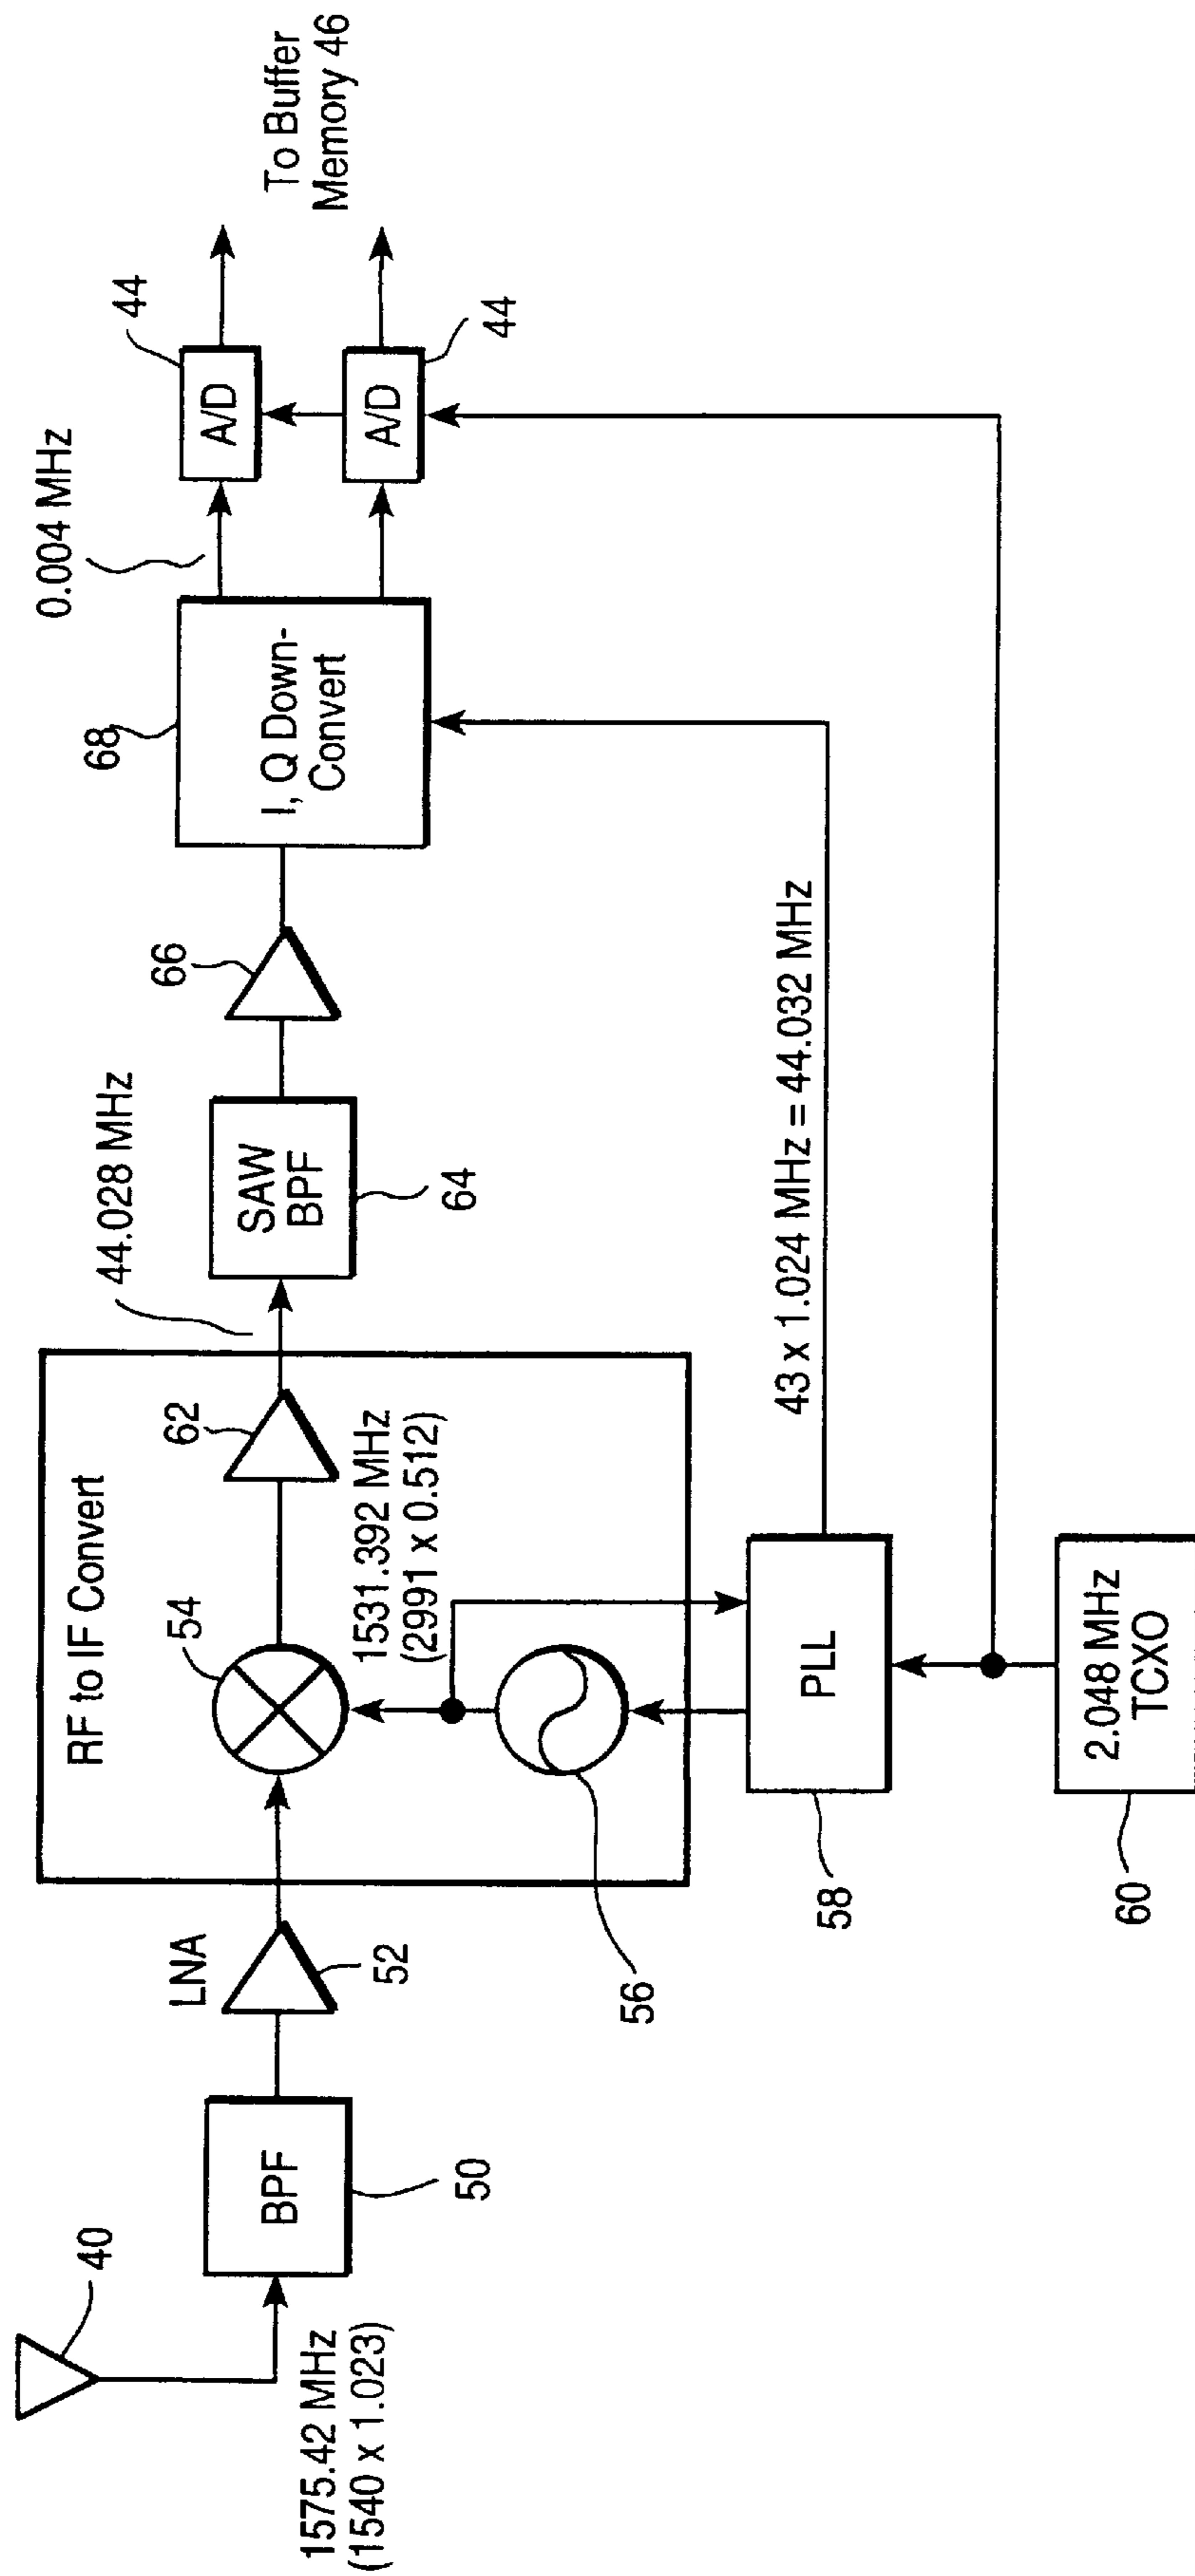 40
1575.42 MHz
(1540 x 1.023)
BPF
50
LNA
52
RF to IF Convert
54
62
1531.392 MHz
(2991 x 0.512)
56
44.028 MHz
SAW
BPF
64
66
68
I, Q Down-
Convert
0.004 MHz
44
A/D
A/D
44
To Buffer
Memory 46
PLL
58
43 x 1.024 MHz = 44.032 MHz
2.048 MHz
TCXO
60